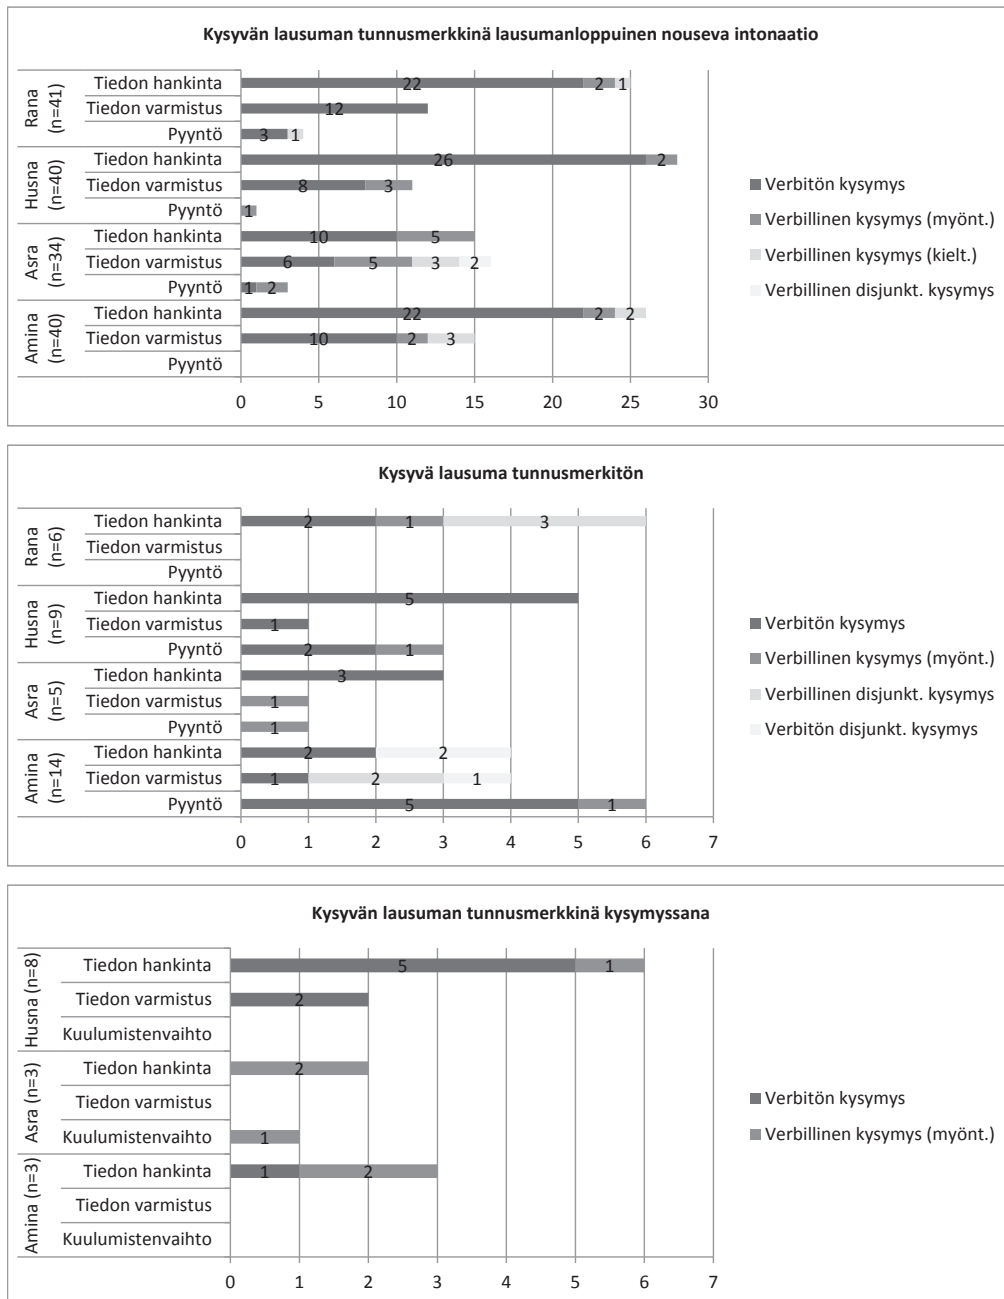 Kysyvän lausuman tunnusmerkkinä lausumanloppuinen nouseva intonaatio
Rana (n=41)
Tiedon hankinta 22 2 1
Tiedon varmistus 12
Pyyntö 3 1
Husna (n=40)
Tiedon hankinta 26 2
Tiedon varmistus 8 3
Pyyntö 1
Asra (n=34)
Tiedon hankinta 10 5
Tiedon varmistus 6 5 3 2
Pyyntö 1 2
Amina (n=40)
Tiedon hankinta 22 2 2
Tiedon varmistus 10 2 3
Pyyntö
0 5 10 15 20 25 30
Verbitön kysymys
Verbillinen kysymys (myönt.)
Verbillinen kysymys (kielt.)
Verbillinen disjunkt. kysymys
Kysyvä lausuma tunnusmerkitön
Rana (n=6)
Tiedon hankinta 2 1 3
Tiedon varmistus
Pyyntö
Husna (n=9)
Tiedon hankinta 5
Tiedon varmistus 1
Pyyntö 2 1
Asra (n=5)
Tiedon hankinta 3
Tiedon varmistus 1
Pyyntö 1
Amina (n=14)
Tiedon hankinta 2 2
Tiedon varmistus 1 2 1
Pyyntö 5 1
0 1 2 3 4 5 6 7
Verbitön kysymys
Verbillinen kysymys (myönt.)
Verbillinen disjunkt. kysymys
Verbitön disjunkt. kysymys
Kysyvän lausuman tunnusmerkkinä kysymyssana
Husna (n=8)
Tiedon hankinta 5 1
Tiedon varmistus 2
Kuulumistenvaihto
Asra (n=3)
Tiedon hankinta 2
Tiedon varmistus
Kuulumistenvaihto 1
Amina (n=3)
Tiedon hankinta 1 2
Tiedon varmistus
Kuulumistenvaihto
0 1 2 3 4 5 6 7
Verbitön kysymys
Verbillinen kysymys (myönt.)